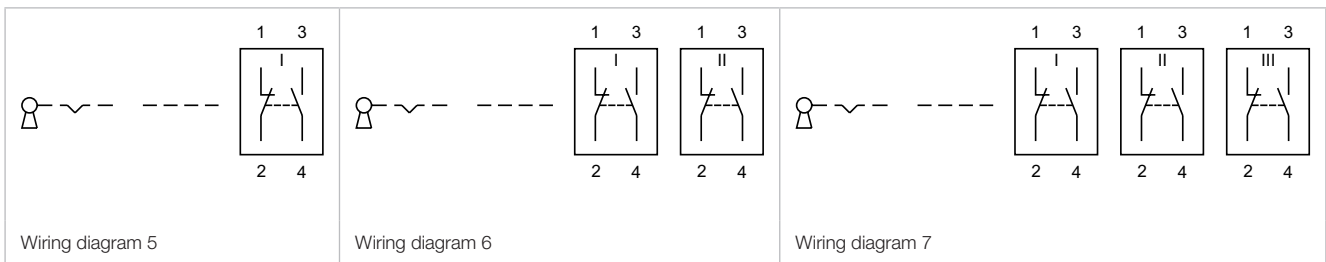 1 3
I
2 4
Wiring diagram 5
1 3 1 3
I II
2 4 2 4
Wiring diagram 6
1 3 1 3 1 3
I II III
2 4 2 4 2 4
Wiring diagram 7